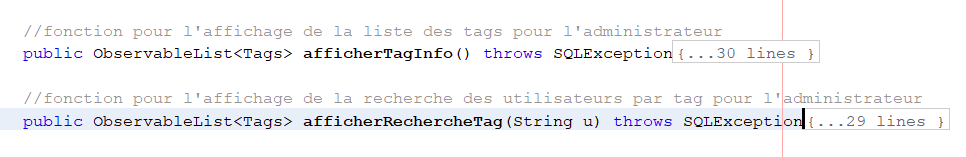 //fonction pour l'affichage de la liste des tags pour l'administrateur
public ObservableList<Tags> afficherTagInfo() throws SQLException{...30 lines }
//fonction pour l'affichage de la recherche des utilisateurs par tag pour l'administrateur
public ObservableList<Tags> afficherRechercheTag(String u) throws SQLException{...29 lines }